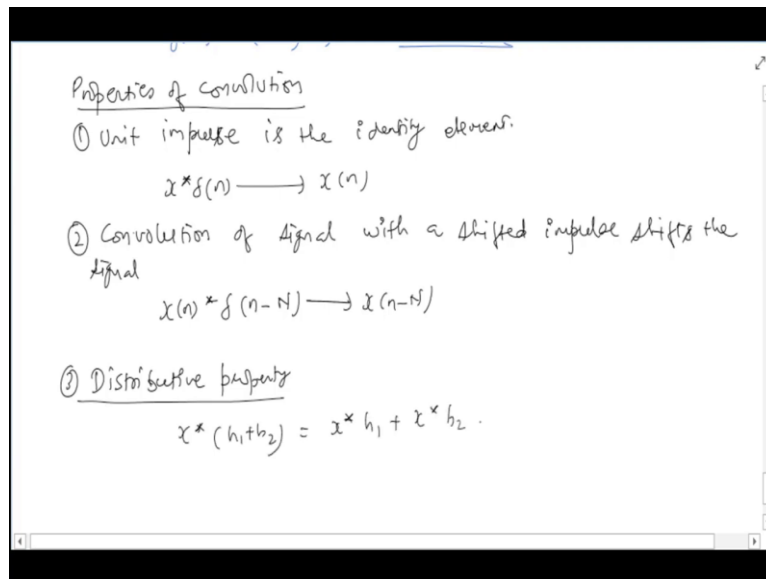 Properties of convolution
① Unit impulse is the identity element.
x*δ(n) ⟶ x(n)
② Convolution of signal with a shifted impulse shifts the
signal
x(n)*δ(n-N) ⟶ x(n-N)
③ Distributive property
x*(h₁+h₂) = x*h₁ + x*h₂.